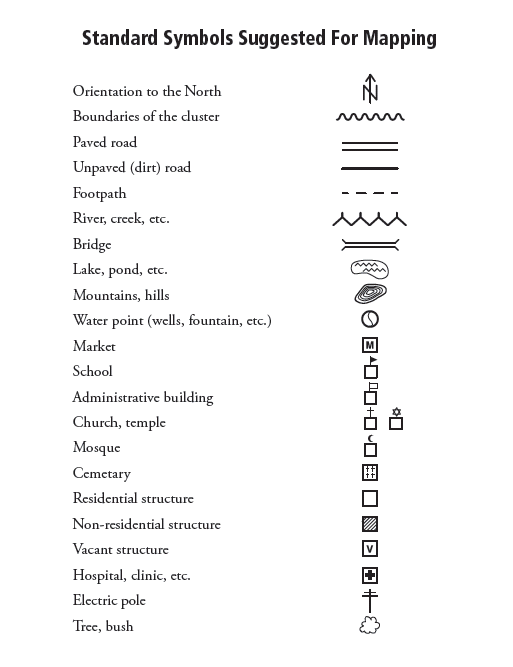 Standard Symbols Suggested For Mapping
Orientation to the North N
Boundaries of the cluster
Paved road
Unpaved (dirt) road
Footpath
River, creek, etc.
Bridge
Lake, pond, etc.
Mountains, hills
Water point (wells, fountain, etc.)
Market M
School
Administrative building
Church, temple
Mosque
Cemetary
Residential structure
Non-residential structure
Vacant structure V
Hospital, clinic, etc.
Electric pole
Tree, bush